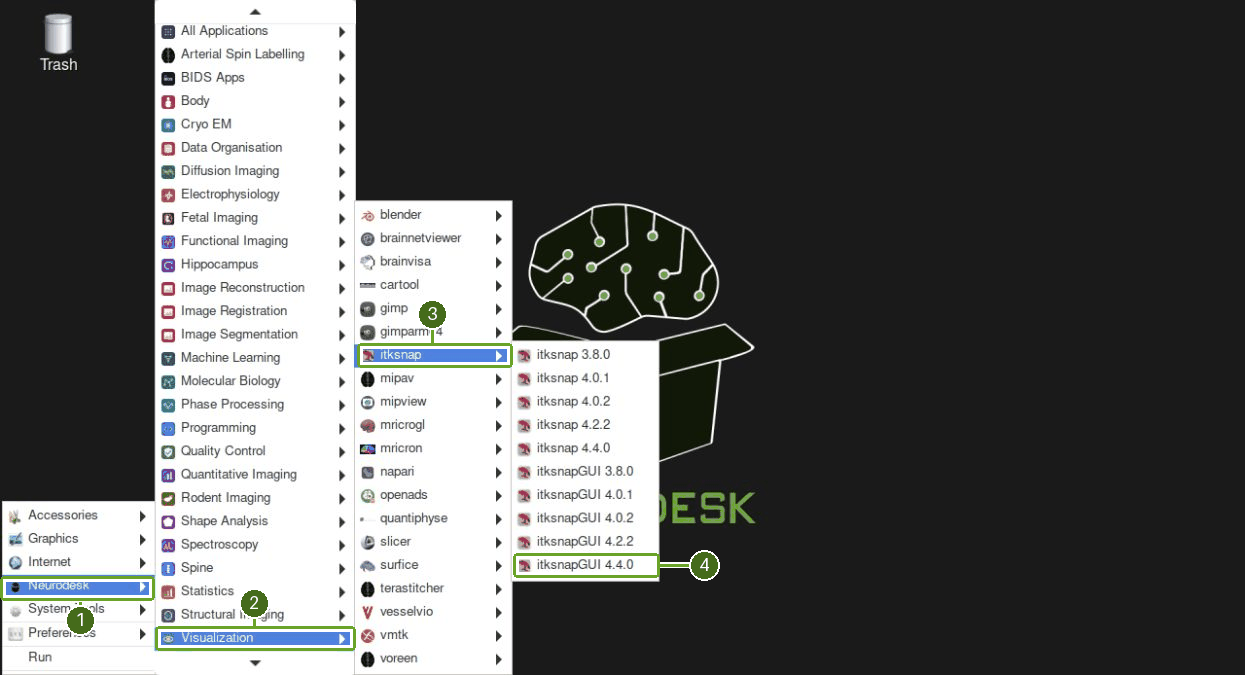 Trash
All Applications
Arterial Spin Labelling
BIDS Apps
Body
Cryo EM
Data Organisation
Diffusion Imaging
Electrophysiology
Fetal Imaging
Functional Imaging
Hippocampus
Image Reconstruction
Image Registration
Image Segmentation
Machine Learning
Molecular Biology
Phase Processing
Programming
Quality Control
Quantitative Imaging
Rodent Imaging
Shape Analysis
Spectroscopy
Spine
Statistics
2
Structural Imaging
Visualization
Accessories
Graphics
Internet
Neurodesk
System Tools
1
Preferences
Run
blender
brainnetviewer
brainvisa
cartool
gimp
3
gimparm64
itksnap
mipav
mipview
mricrogl
mricron
napari
openads
quantiphyse
slicer
surfice
terastitcher
vesselvio
vmtk
voreen
itksnap 3.8.0
itksnap 4.0.1
itksnap 4.0.2
itksnap 4.2.2
itksnap 4.4.0
itksnapGUI 3.8.0
itksnapGUI 4.0.1
itksnapGUI 4.0.2
itksnapGUI 4.2.2
itksnapGUI 4.4.0
4
DESK